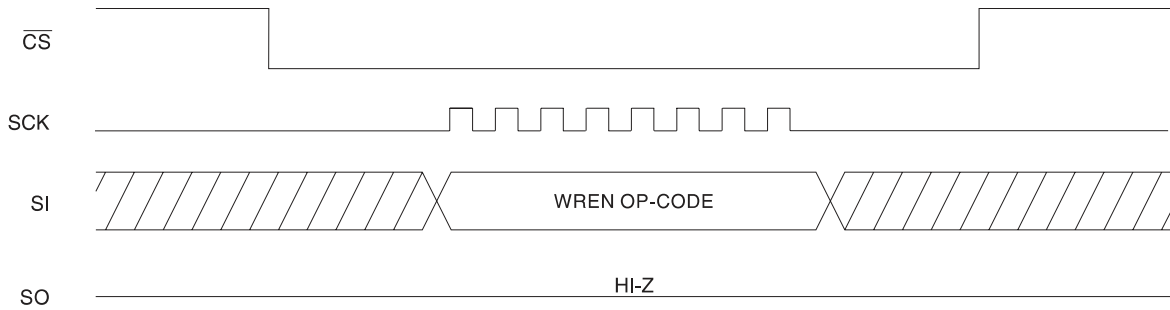 CS
SCK
SI
WREN OP-CODE
HI-Z
SO